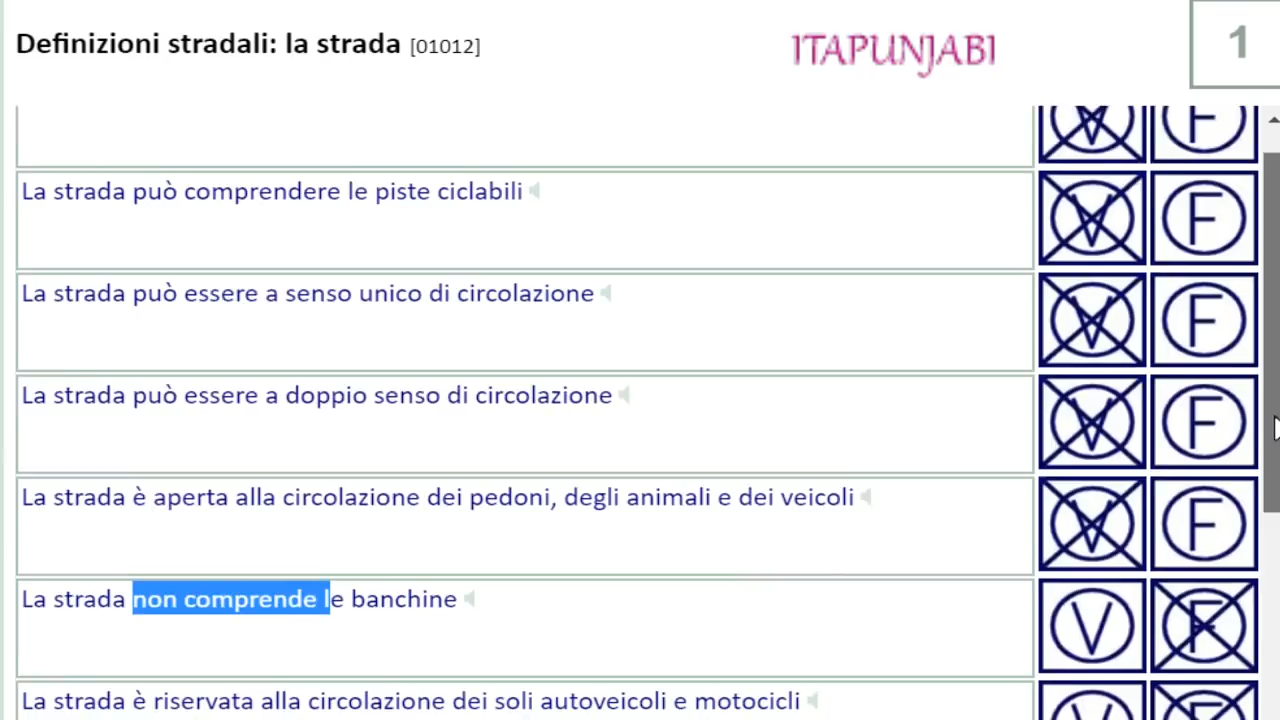 Definizioni stradali: la strada [01012]
ITAPUNJABI
1
V F
La strada può comprendere le piste ciclabili
V F
La strada può essere a senso unico di circolazione
V F
La strada può essere a doppio senso di circolazione
V F
La strada è aperta alla circolazione dei pedoni, degli animali e dei veicoli
V F
La strada non comprende le banchine
V F
La strada è riservata alla circolazione dei soli autoveicoli e motocicli
V F